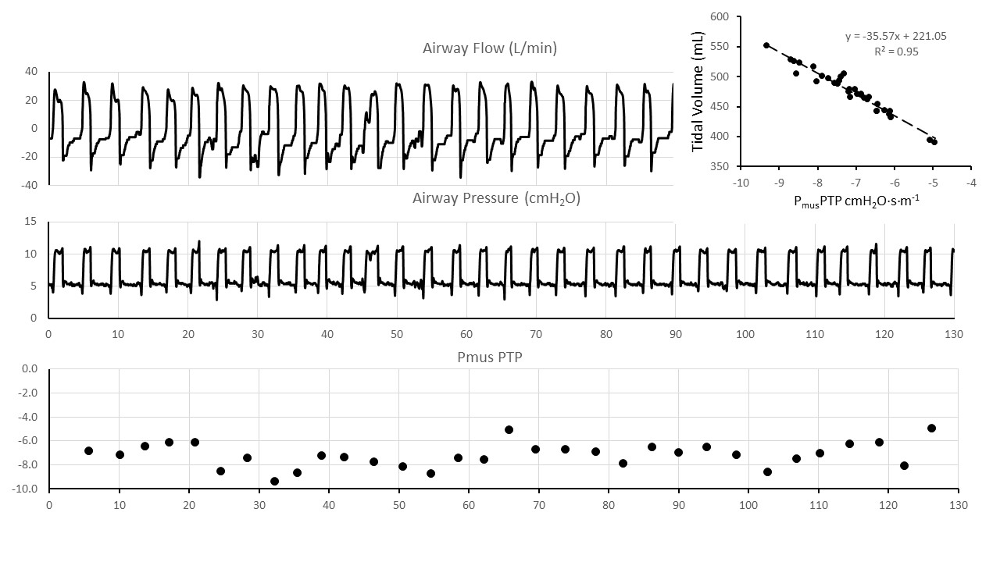 Airway Flow (L/min)
40
20
0
-20
-40
600
550
500
450
400
350
Tidal Volume (mL)
y = -35.57x + 221.05
R² = 0.95
-10 -9 -8 -7 -6 -5 -4
PmusPTP cmH2O·s·m-1
Airway Pressure (cmH2O)
15
10
5
0
0 10 20 30 40 50 60 70 80 90 100 110 120 130
Pmus PTP
0.0
-2.0
-4.0
-6.0
-8.0
-10.0
0 10 20 30 40 50 60 70 80 90 100 110 120 130